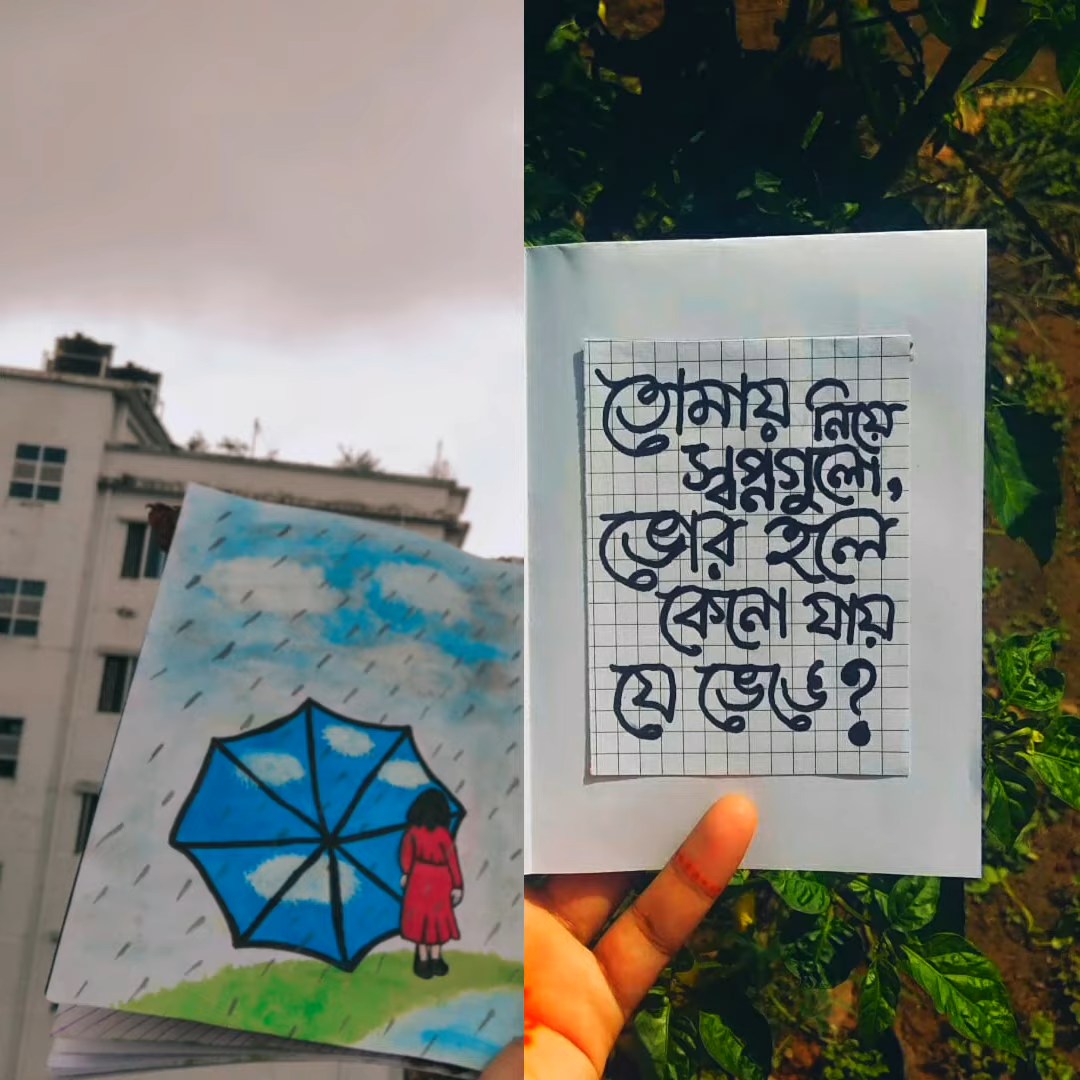 তোমায় নিয়ে
স্বপ্নগুলো,
ভোর হলে
কেনো যায়
যে ভেঙে?